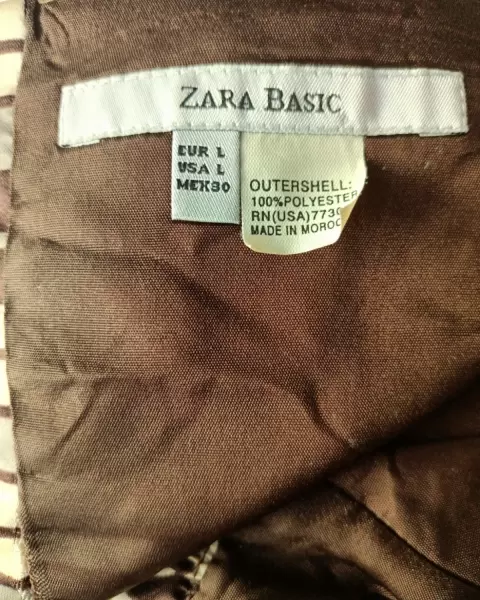 ZARA BASIC
EUR L
USA L
MEX30
OUTERSHELL:
100%POLYESTER
RN(USA)7730
MADE IN MOROC